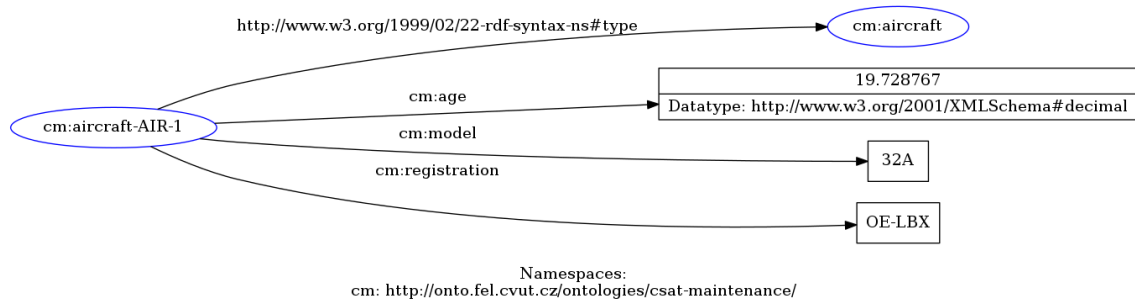 http://www.w3.org/1999/02/22-rdf-syntax-ns#type
cm:aircraft
cm:aircraft-AIR-1
cm:age
19.728767
Datatype: http://www.w3.org/2001/XMLSchema#decimal
cm:model
32A
cm:registration
OE-LBX
Namespaces:
cm: http://onto.fel.cvut.cz/ontologies/csat-maintenance/